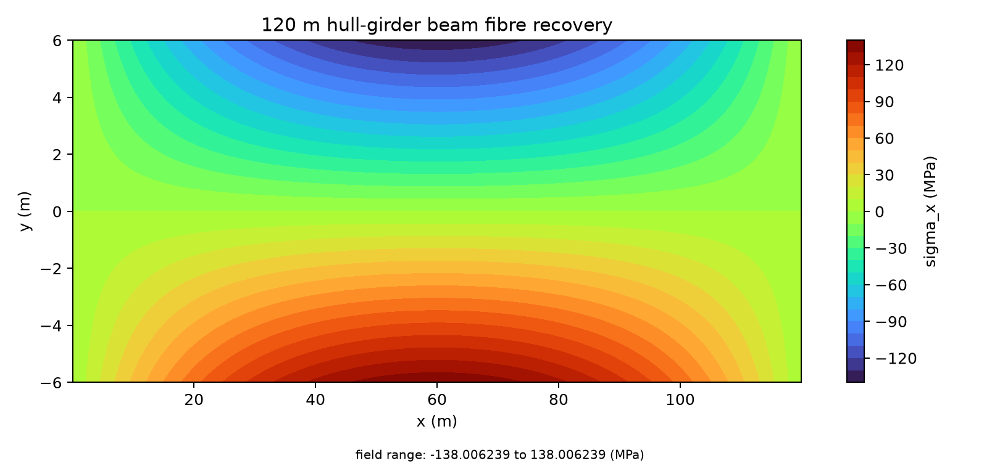 120 m hull-girder beam fibre recovery
6
4
2
0
−2
−4
−6
y (m)
20 40 60 80 100
x (m)
120
90
60
30
0
−30
−60
−90
−120
sigma_x (MPa)
field range: -138.006239 to 138.006239 (MPa)